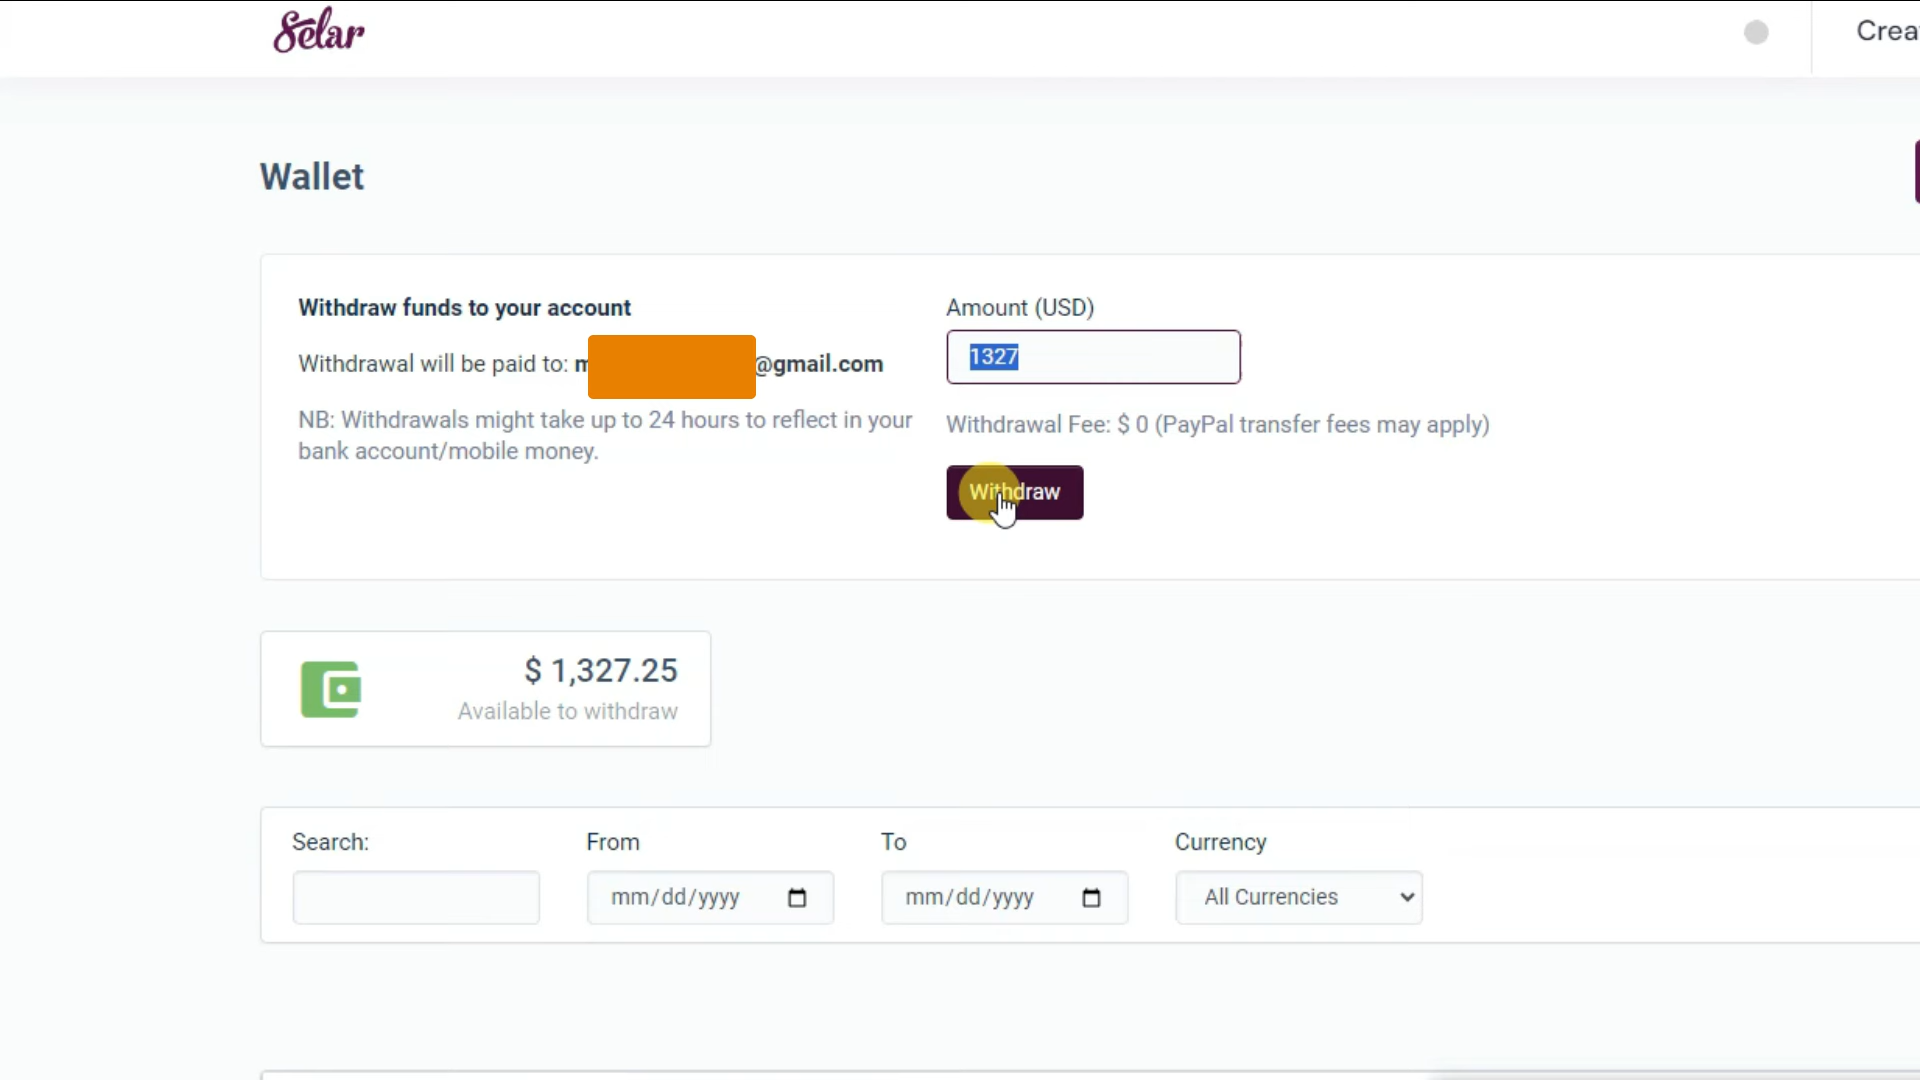 Selar
Wallet
Withdraw funds to your account
Amount (USD)
Withdrawal will be paid to: m @gmail.com
1327
NB: Withdrawals might take up to 24 hours to reflect in your
bank account/mobile money.
Withdrawal Fee: $ 0 (PayPal transfer fees may apply)
Withdraw
$ 1,327.25
Available to withdraw
Search:
From
To
Currency
mm/dd/yyyy
mm/dd/yyyy
All Currencies